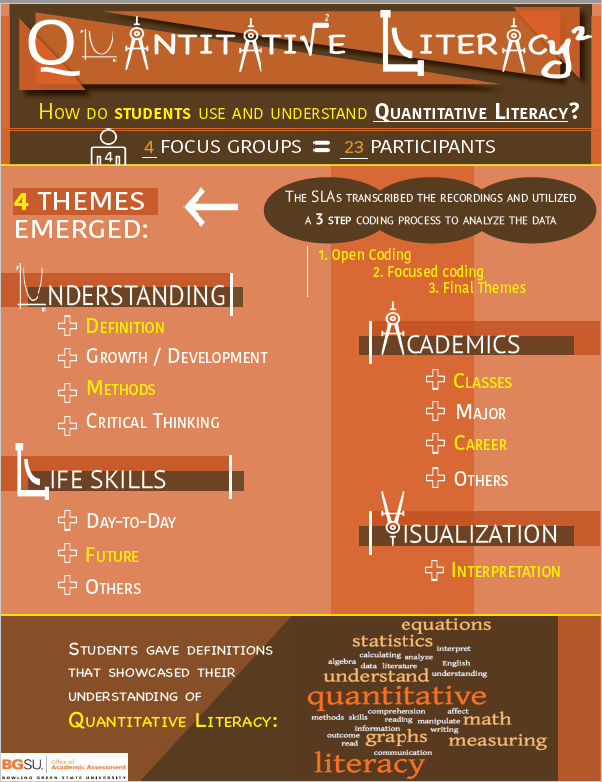 QUANTITATIVE LITERACY²
HOW DO STUDENTS USE AND UNDERSTAND QUANTITATIVE LITERACY?
4
4 FOCUS GROUPS = 23 PARTICIPANTS
4 THEMES
EMERGED:
THE SLAS TRANSCRIBED THE RECORDINGS AND UTILIZED
A 3 STEP CODING PROCESS TO ANALYZE THE DATA
1. Open Coding
2. Focused coding
3. Final Themes
UNDERSTANDING
DEFINITION
GROWTH / DEVELOPMENT
METHODS
CRITICAL THINKING
ACADEMICS
CLASSES
MAJOR
CAREER
OTHERS
LIFE SKILLS
DAY-TO-DAY
FUTURE
OTHERS
VISUALIZATION
INTERPRETATION
STUDENTS GAVE DEFINITIONS
THAT SHOWCASED THEIR
UNDERSTANDING OF
QUANTITATIVE LITERACY:
equations
statistics
interpret
calculating analyze
algebra
data literature
English
understand
understanding
quantitative
comprehension affect
methods skills reading manipulate math
information writing
outcome graphs measuring
read
communication
literacy
BGSU. Office of
Academic Assessment
BOWLING GREEN STATE UNIVERSITY